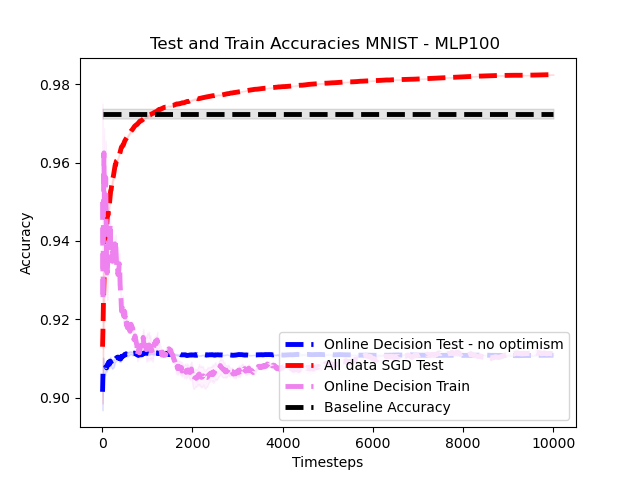 Test and Train Accuracies MNIST - MLP100
0.98
0.96
0.94
0.92
0.90
Accuracy
Online Decision Test - no optimism
All data SGD Test
Online Decision Train
Baseline Accuracy
0 2000 4000 6000 8000 10000
Timesteps